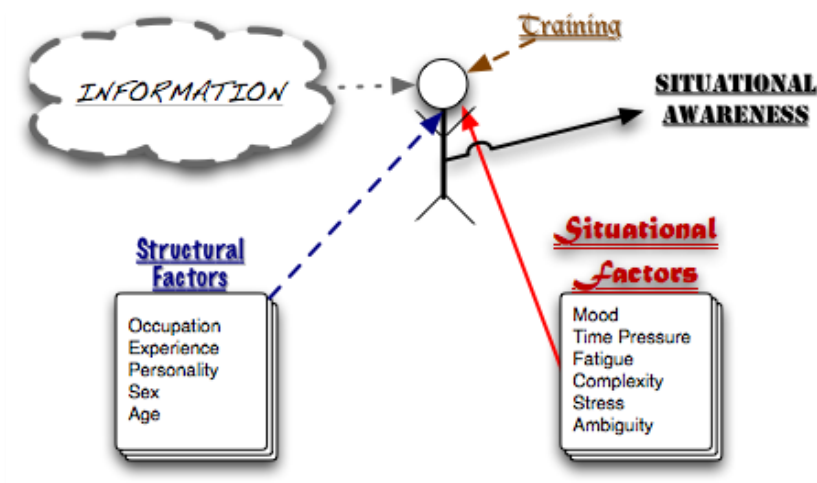 Training
INFORMATION
SITUATIONAL
AWARENESS
Structural
Factors
Occupation
Experience
Personality
Sex
Age
Situational
Factors
Mood
Time Pressure
Fatigue
Complexity
Stress
Ambiguity